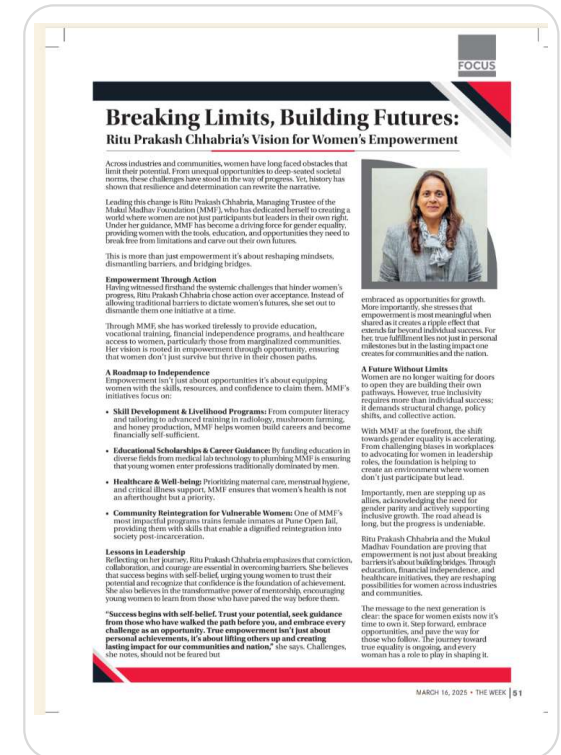 FOCUS
Breaking Limits, Building Futures:
Ritu Prakash Chhabria's Vision for Women's Empowerment
Across industries and communities, women have long faced obstacles that
limit their potential. From unequal opportunities to deep-seated societal
norms, these challenges have stood in the way of progress. Yet, history has
shown that resilience and determination can rewrite the narrative.
Leading this change is Ritu Prakash Chhabria, Managing Trustee of the
Mukul Madhav Foundation (MMF), who has dedicated herself to creating a
world where women are not just participants but leaders in their own right.
Under her guidance, MMF has become a driving force for gender equality,
providing women with the tools, education, and opportunities they need to
break free from limitations and carve out their own futures.
This is more than just empowerment it's about reshaping mindsets,
dismantling barriers, and bridging bridges.
Empowerment Through Action
Having witnessed firsthand the systemic challenges that hinder women's
progress, Ritu Prakash Chhabria chose action over acceptance. Instead of
allowing traditional barriers to dictate women's futures, she set out to
dismantle them one initiative at a time.
Through MMF, she has worked tirelessly to provide education,
vocational training, financial independence programs, and healthcare
access to women, particularly those from marginalized communities.
Her vision is rooted in empowerment through opportunity, ensuring
that women don't just survive but thrive in their chosen paths.
A Roadmap to Independence
Empowerment isn't just about opportunities it's about equipping
women with the skills, resources, and confidence to claim them. MMF's
initiatives focus on:
• Skill Development & Livelihood Programs: From computer literacy
and tailoring to advanced training in radiology, mushroom farming,
and honey production, MMF helps women build careers and become
financially self-sufficient.
• Educational Scholarships & Career Guidance: By funding education in
diverse fields from medical lab technology to plumbing MMF is ensuring
that young women enter professions traditionally dominated by men.
• Healthcare & Well-being: Prioritizing maternal care, menstrual hygiene,
and critical illness support, MMF ensures that women's health is not
an afterthought but a priority.
• Community Reintegration for Vulnerable Women: One of MMF's
most impactful programs trains female inmates at Pune Open Jail,
providing them with skills that enable a dignified reintegration into
society post-incarceration.
Lessons in Leadership
Reflecting on her journey, Ritu Prakash Chhabria emphasizes that conviction,
collaboration, and courage are essential in overcoming barriers. She believes
that success begins with self-belief, urging young women to trust their
potential and recognize that confidence is the foundation of achievement.
She also believes in the transformative power of mentorship, encouraging
young women to learn from those who have paved the way before them.
"Success begins with self-belief. Trust your potential, seek guidance
from those who have walked the path before you, and embrace every
challenge as an opportunity. True empowerment isn't just about
personal achievements, it's about lifting others up and creating
lasting impact for our communities and nation," she says. Challenges,
she notes, should not be feared but
embraced as opportunities for growth.
More importantly, she stresses that
empowerment is most meaningful when
shared as it creates a ripple effect that
extends far beyond individual success. For
her, true fulfillment lies not just in personal
milestones but in the lasting impact one
creates for communities and the nation.
A Future Without Limits
Women are no longer waiting for doors
to open they are building their own
pathways. However, true inclusivity
requires more than individual success;
it demands structural change, policy
shifts, and collective action.
With MMF at the forefront, the shift
towards gender equality is accelerating.
From challenging biases in workplaces
to advocating for women in leadership
roles, the foundation is helping to
create an environment where women
don't just participate but lead.
Importantly, men are stepping up as
allies, acknowledging the need for
gender parity and actively supporting
inclusive growth. The road ahead is
long, but the progress is undeniable.
Ritu Prakash Chhabria and the Mukul
Madhav Foundation are proving that
empowerment is not just about breaking
barriers it's about building bridges. Through
education, financial independence, and
healthcare initiatives, they are reshaping
possibilities for women across industries
and communities.
The message to the next generation is
clear: the space for women exists now it's
time to own it. Step forward, embrace
opportunities, and pave the way for
those who follow. The journey toward
true equality is ongoing, and every
woman has a role to play in shaping it.
MARCH 16, 2025 • THE WEEK | 51